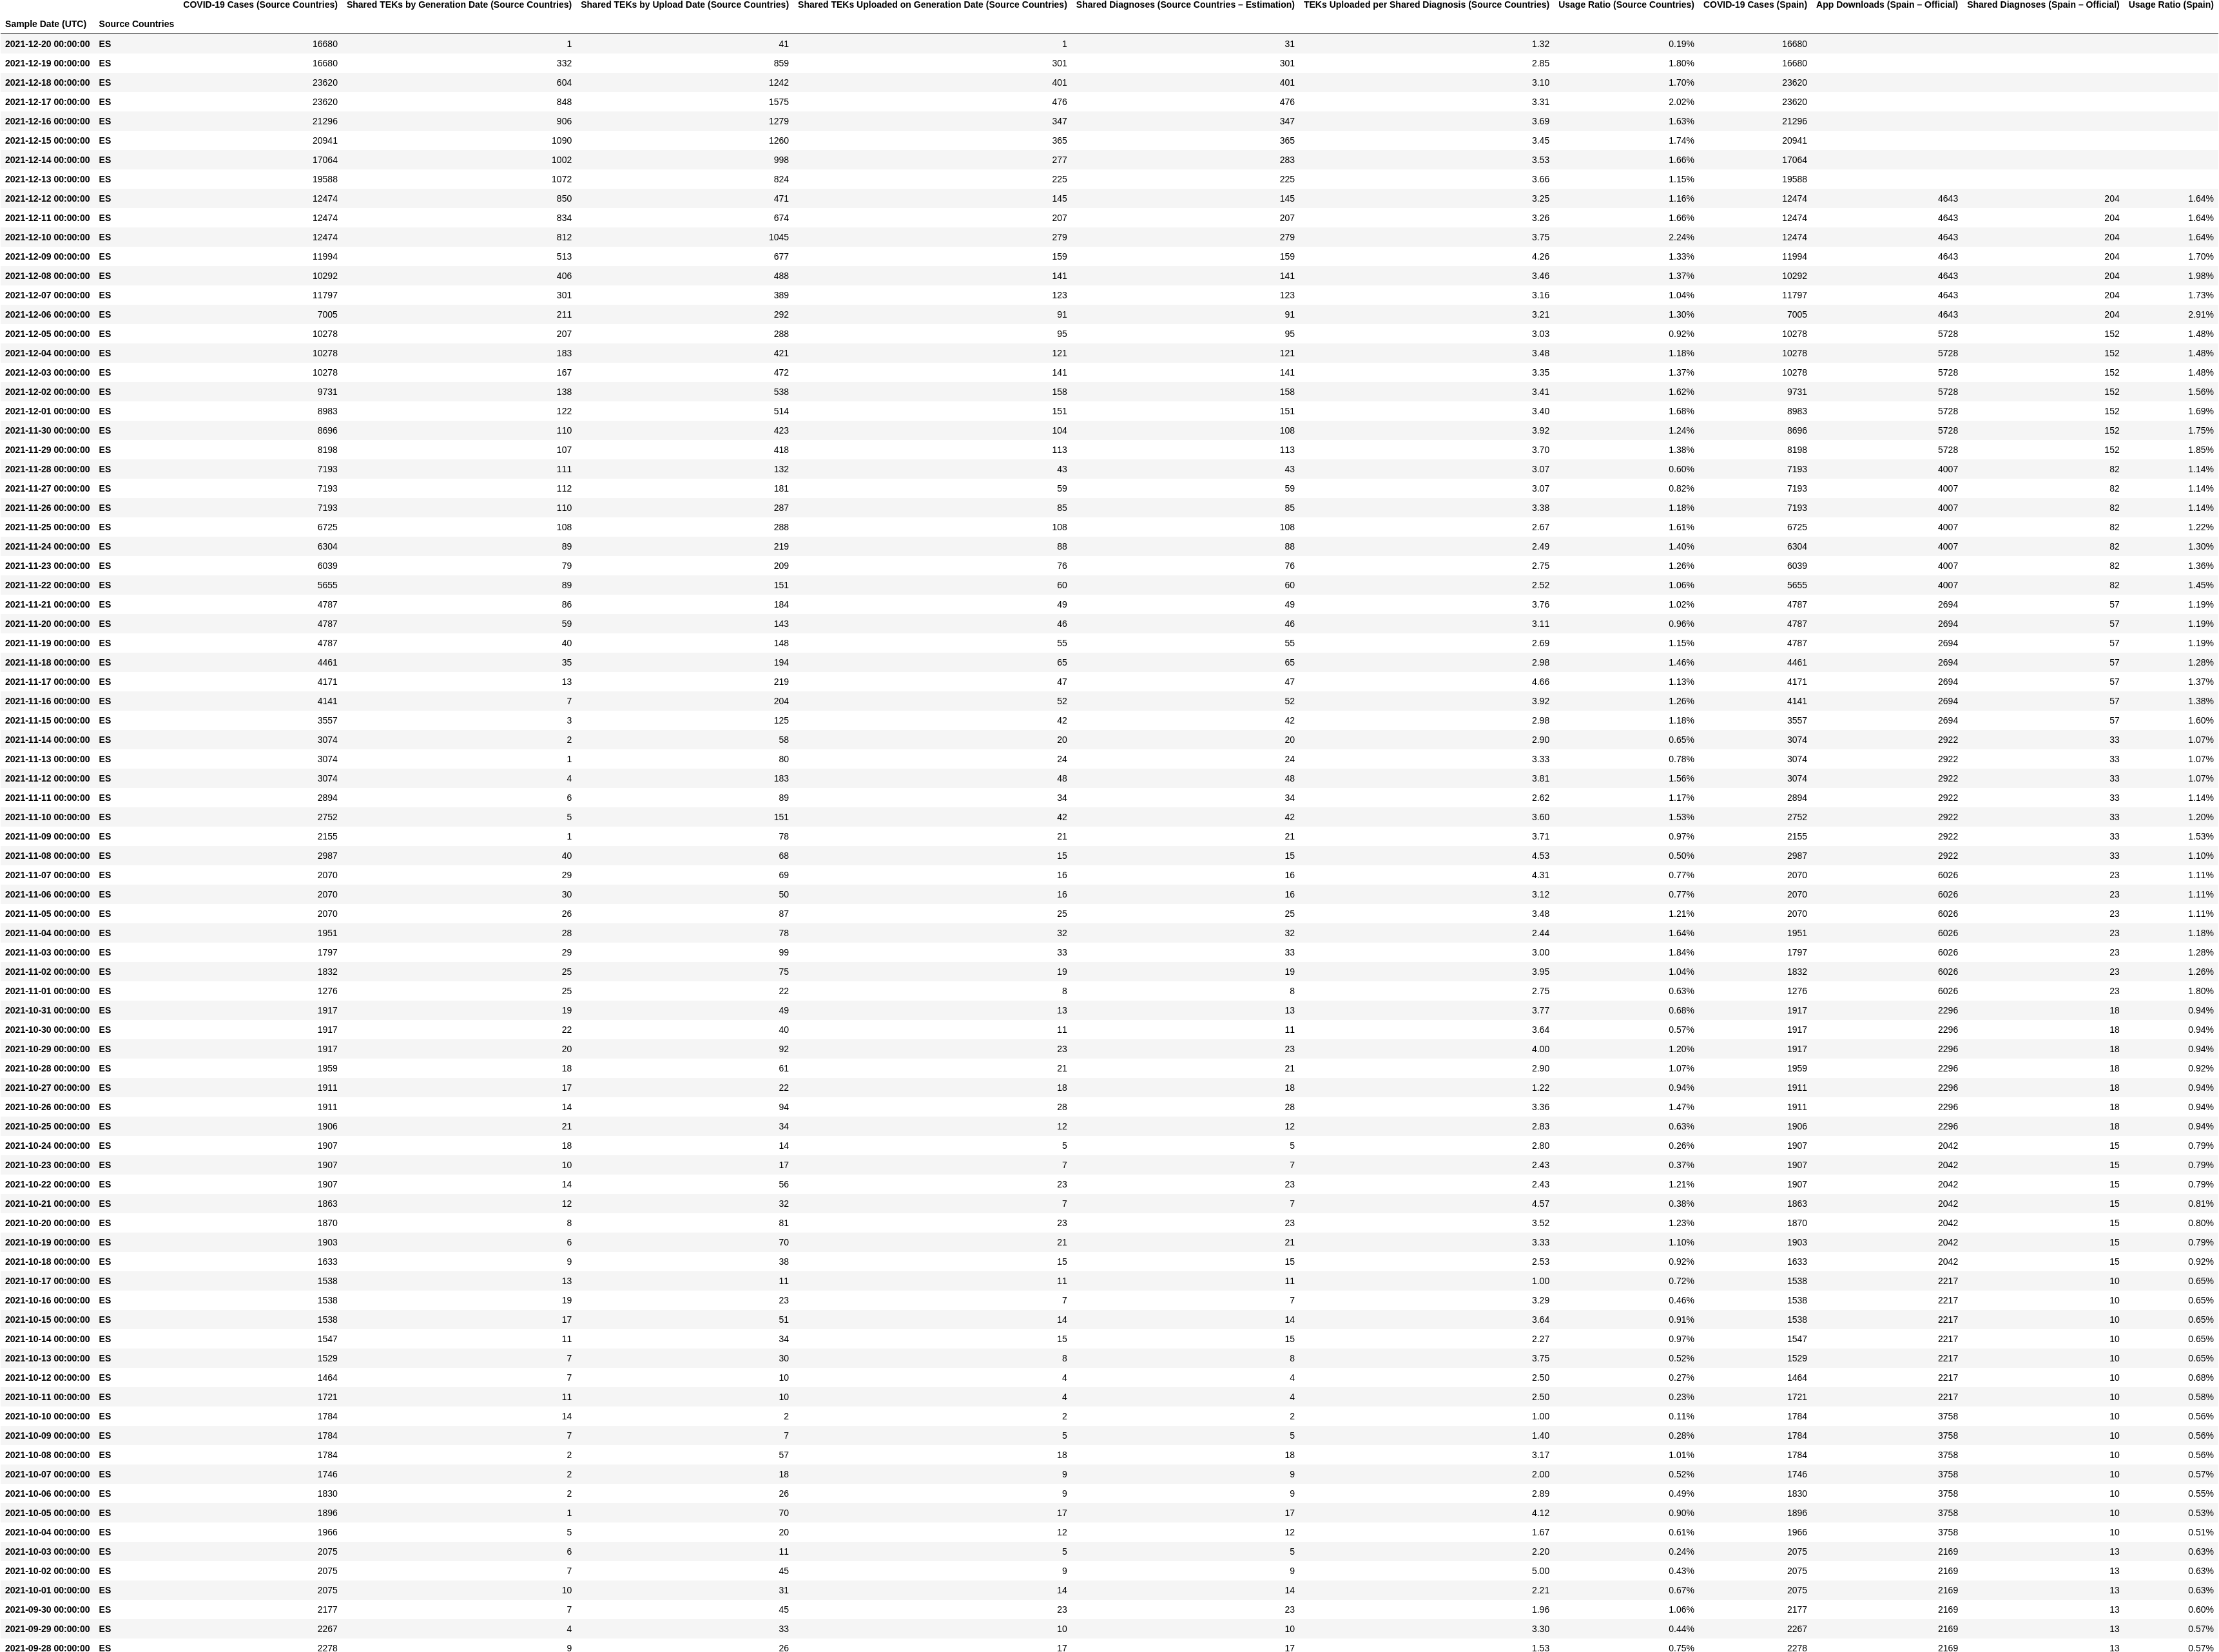 COVID-19 Cases (Source Countries) Shared TEKs by Generation Date (Source Countries) Shared TEKs by Upload Date (Source Countries) Shared TEKs Uploaded on Generation Date (Source Countries) Shared Diagnoses (Source Countries – Estimation) TEKs Uploaded per Shared Diagnosis (Source Countries) Usage Ratio (Source Countries) COVID-19 Cases (Spain) App Downloads (Spain – Official) Shared Diagnoses (Spain – Official) Usage Ratio (Spain)
Sample Date (UTC) Source Countries
2021-12-20 00:00:00 ES 16680 1 41 1 31 1.32 0.19% 16680
2021-12-19 00:00:00 ES 16680 332 859 301 301 2.85 1.80% 16680
2021-12-18 00:00:00 ES 23620 604 1242 401 401 3.10 1.70% 23620
2021-12-17 00:00:00 ES 23620 848 1575 476 476 3.31 2.02% 23620
2021-12-16 00:00:00 ES 21296 906 1279 347 347 3.69 1.63% 21296
2021-12-15 00:00:00 ES 20941 1090 1260 365 365 3.45 1.74% 20941
2021-12-14 00:00:00 ES 17064 1002 998 277 283 3.53 1.66% 17064
2021-12-13 00:00:00 ES 19588 1072 824 225 225 3.66 1.15% 19588
2021-12-12 00:00:00 ES 12474 850 471 145 145 3.25 1.16% 12474 4643 204 1.64%
2021-12-11 00:00:00 ES 12474 834 674 207 207 3.26 1.66% 12474 4643 204 1.64%
2021-12-10 00:00:00 ES 12474 812 1045 279 279 3.75 2.24% 12474 4643 204 1.64%
2021-12-09 00:00:00 ES 11994 513 677 159 159 4.26 1.33% 11994 4643 204 1.70%
2021-12-08 00:00:00 ES 10292 406 488 141 141 3.46 1.37% 10292 4643 204 1.98%
2021-12-07 00:00:00 ES 11797 301 389 123 123 3.16 1.04% 11797 4643 204 1.73%
2021-12-06 00:00:00 ES 7005 211 292 91 91 3.21 1.30% 7005 4643 204 2.91%
2021-12-05 00:00:00 ES 10278 207 288 95 95 3.03 0.92% 10278 5728 152 1.48%
2021-12-04 00:00:00 ES 10278 183 421 121 121 3.48 1.18% 10278 5728 152 1.48%
2021-12-03 00:00:00 ES 10278 167 472 141 141 3.35 1.37% 10278 5728 152 1.48%
2021-12-02 00:00:00 ES 9731 138 538 158 158 3.41 1.62% 9731 5728 152 1.56%
2021-12-01 00:00:00 ES 8983 122 514 151 151 3.40 1.68% 8983 5728 152 1.69%
2021-11-30 00:00:00 ES 8696 110 423 104 108 3.92 1.24% 8696 5728 152 1.75%
2021-11-29 00:00:00 ES 8198 107 418 113 113 3.70 1.38% 8198 5728 152 1.85%
2021-11-28 00:00:00 ES 7193 111 132 43 43 3.07 0.60% 7193 4007 82 1.14%
2021-11-27 00:00:00 ES 7193 112 181 59 59 3.07 0.82% 7193 4007 82 1.14%
2021-11-26 00:00:00 ES 7193 110 287 85 85 3.38 1.18% 7193 4007 82 1.14%
2021-11-25 00:00:00 ES 6725 108 288 108 108 2.67 1.61% 6725 4007 82 1.22%
2021-11-24 00:00:00 ES 6304 89 219 88 88 2.49 1.40% 6304 4007 82 1.30%
2021-11-23 00:00:00 ES 6039 79 209 76 76 2.75 1.26% 6039 4007 82 1.36%
2021-11-22 00:00:00 ES 5655 89 151 60 60 2.52 1.06% 5655 4007 82 1.45%
2021-11-21 00:00:00 ES 4787 86 184 49 49 3.76 1.02% 4787 2694 57 1.19%
2021-11-20 00:00:00 ES 4787 59 143 46 46 3.11 0.96% 4787 2694 57 1.19%
2021-11-19 00:00:00 ES 4787 40 148 55 55 2.69 1.15% 4787 2694 57 1.19%
2021-11-18 00:00:00 ES 4461 35 194 65 65 2.98 1.46% 4461 2694 57 1.28%
2021-11-17 00:00:00 ES 4171 13 219 47 47 4.66 1.13% 4171 2694 57 1.37%
2021-11-16 00:00:00 ES 4141 7 204 52 52 3.92 1.26% 4141 2694 57 1.38%
2021-11-15 00:00:00 ES 3557 3 125 42 42 2.98 1.18% 3557 2694 57 1.60%
2021-11-14 00:00:00 ES 3074 2 58 20 20 2.90 0.65% 3074 2922 33 1.07%
2021-11-13 00:00:00 ES 3074 1 80 24 24 3.33 0.78% 3074 2922 33 1.07%
2021-11-12 00:00:00 ES 3074 4 183 48 48 3.81 1.56% 3074 2922 33 1.07%
2021-11-11 00:00:00 ES 2894 6 89 34 34 2.62 1.17% 2894 2922 33 1.14%
2021-11-10 00:00:00 ES 2752 5 151 42 42 3.60 1.53% 2752 2922 33 1.20%
2021-11-09 00:00:00 ES 2155 1 78 21 21 3.71 0.97% 2155 2922 33 1.53%
2021-11-08 00:00:00 ES 2987 40 68 15 15 4.53 0.50% 2987 2922 33 1.10%
2021-11-07 00:00:00 ES 2070 29 69 16 16 4.31 0.77% 2070 6026 23 1.11%
2021-11-06 00:00:00 ES 2070 30 50 16 16 3.12 0.77% 2070 6026 23 1.11%
2021-11-05 00:00:00 ES 2070 26 87 25 25 3.48 1.21% 2070 6026 23 1.11%
2021-11-04 00:00:00 ES 1951 28 78 32 32 2.44 1.64% 1951 6026 23 1.18%
2021-11-03 00:00:00 ES 1797 29 99 33 33 3.00 1.84% 1797 6026 23 1.28%
2021-11-02 00:00:00 ES 1832 25 75 19 19 3.95 1.04% 1832 6026 23 1.26%
2021-11-01 00:00:00 ES 1276 25 22 8 8 2.75 0.63% 1276 6026 23 1.80%
2021-10-31 00:00:00 ES 1917 19 49 13 13 3.77 0.68% 1917 2296 18 0.94%
2021-10-30 00:00:00 ES 1917 22 40 11 11 3.64 0.57% 1917 2296 18 0.94%
2021-10-29 00:00:00 ES 1917 20 92 23 23 4.00 1.20% 1917 2296 18 0.94%
2021-10-28 00:00:00 ES 1959 18 61 21 21 2.90 1.07% 1959 2296 18 0.92%
2021-10-27 00:00:00 ES 1911 17 22 18 18 1.22 0.94% 1911 2296 18 0.94%
2021-10-26 00:00:00 ES 1911 14 94 28 28 3.36 1.47% 1911 2296 18 0.94%
2021-10-25 00:00:00 ES 1906 21 34 12 12 2.83 0.63% 1906 2296 18 0.94%
2021-10-24 00:00:00 ES 1907 18 14 5 5 2.80 0.26% 1907 2042 15 0.79%
2021-10-23 00:00:00 ES 1907 10 17 7 7 2.43 0.37% 1907 2042 15 0.79%
2021-10-22 00:00:00 ES 1907 14 56 23 23 2.43 1.21% 1907 2042 15 0.79%
2021-10-21 00:00:00 ES 1863 12 32 7 7 4.57 0.38% 1863 2042 15 0.81%
2021-10-20 00:00:00 ES 1870 8 81 23 23 3.52 1.23% 1870 2042 15 0.80%
2021-10-19 00:00:00 ES 1903 6 70 21 21 3.33 1.10% 1903 2042 15 0.79%
2021-10-18 00:00:00 ES 1633 9 38 15 15 2.53 0.92% 1633 2042 15 0.92%
2021-10-17 00:00:00 ES 1538 13 11 11 11 1.00 0.72% 1538 2217 10 0.65%
2021-10-16 00:00:00 ES 1538 19 23 7 7 3.29 0.46% 1538 2217 10 0.65%
2021-10-15 00:00:00 ES 1538 17 51 14 14 3.64 0.91% 1538 2217 10 0.65%
2021-10-14 00:00:00 ES 1547 11 34 15 15 2.27 0.97% 1547 2217 10 0.65%
2021-10-13 00:00:00 ES 1529 7 30 8 8 3.75 0.52% 1529 2217 10 0.65%
2021-10-12 00:00:00 ES 1464 7 10 4 4 2.50 0.27% 1464 2217 10 0.68%
2021-10-11 00:00:00 ES 1721 11 10 4 4 2.50 0.23% 1721 2217 10 0.58%
2021-10-10 00:00:00 ES 1784 14 2 2 2 1.00 0.11% 1784 3758 10 0.56%
2021-10-09 00:00:00 ES 1784 7 7 5 5 1.40 0.28% 1784 3758 10 0.56%
2021-10-08 00:00:00 ES 1784 2 57 18 18 3.17 1.01% 1784 3758 10 0.56%
2021-10-07 00:00:00 ES 1746 2 18 9 9 2.00 0.52% 1746 3758 10 0.57%
2021-10-06 00:00:00 ES 1830 2 26 9 9 2.89 0.49% 1830 3758 10 0.55%
2021-10-05 00:00:00 ES 1896 1 70 17 17 4.12 0.90% 1896 3758 10 0.53%
2021-10-04 00:00:00 ES 1966 5 20 12 12 1.67 0.61% 1966 3758 10 0.51%
2021-10-03 00:00:00 ES 2075 6 11 5 5 2.20 0.24% 2075 2169 13 0.63%
2021-10-02 00:00:00 ES 2075 7 45 9 9 5.00 0.43% 2075 2169 13 0.63%
2021-10-01 00:00:00 ES 2075 10 31 14 14 2.21 0.67% 2075 2169 13 0.63%
2021-09-30 00:00:00 ES 2177 7 45 23 23 1.96 1.06% 2177 2169 13 0.60%
2021-09-29 00:00:00 ES 2267 4 33 10 10 3.30 0.44% 2267 2169 13 0.57%
2021-09-28 00:00:00 ES 2278 9 26 17 17 1.53 0.75% 2278 2169 13 0.57%